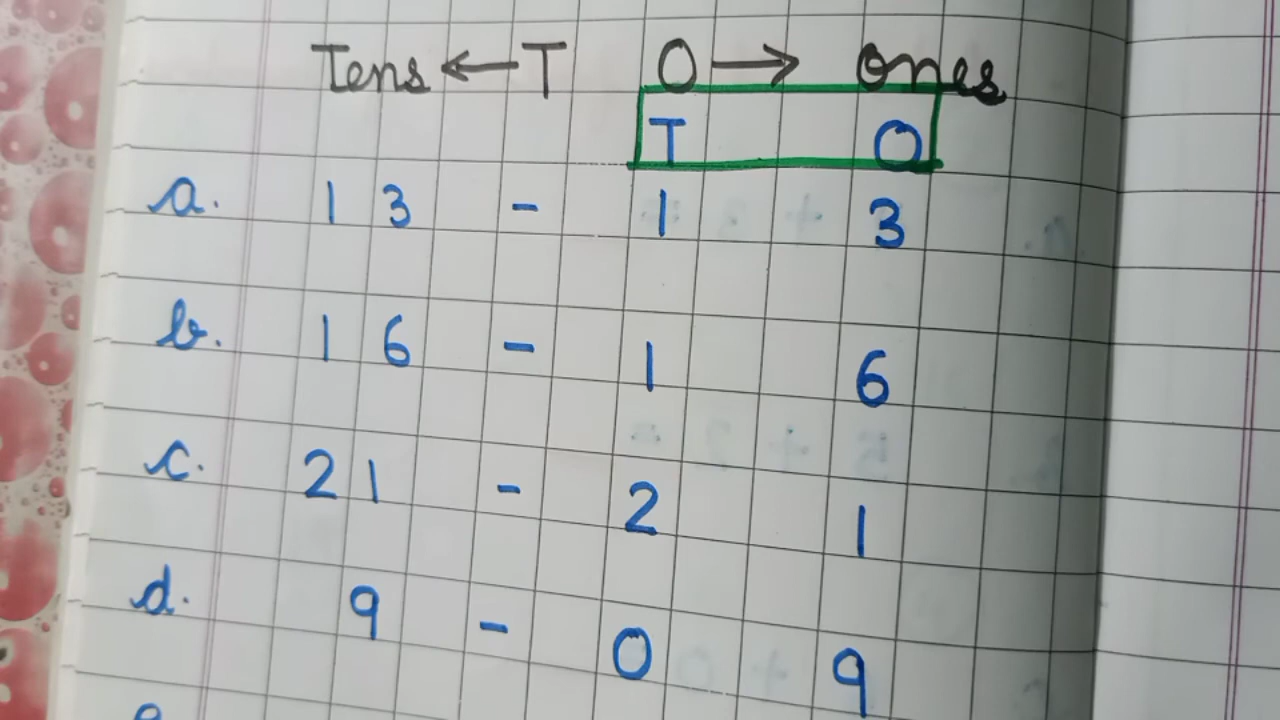 Tens ← T O → Ones
T O
a. 13 - 1 3
b. 16 - 1 6
c. 21 - 2 1
d. 9 - 0 9